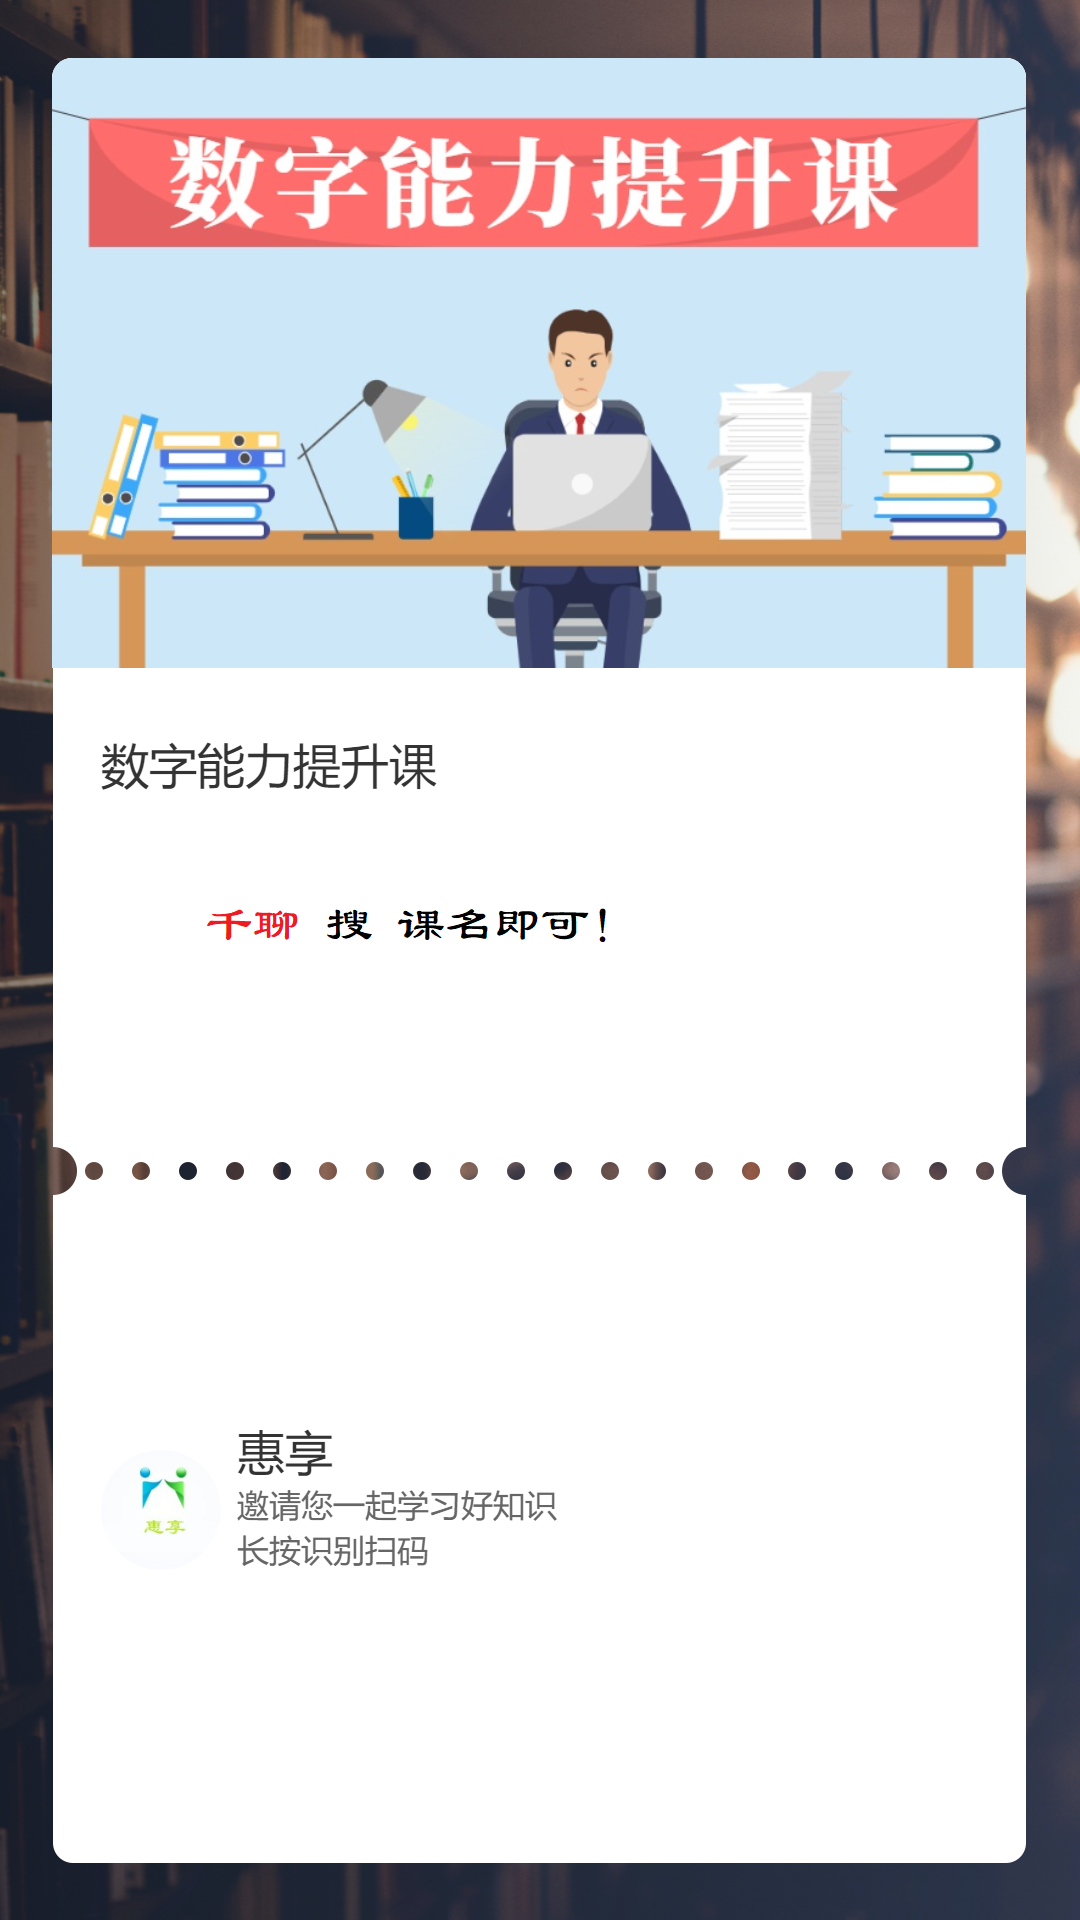 数字能力提升课
数字能力提升课
千聊 搜 课名即可！
惠享
惠享
邀请您一起学习好知识
长按识别扫码